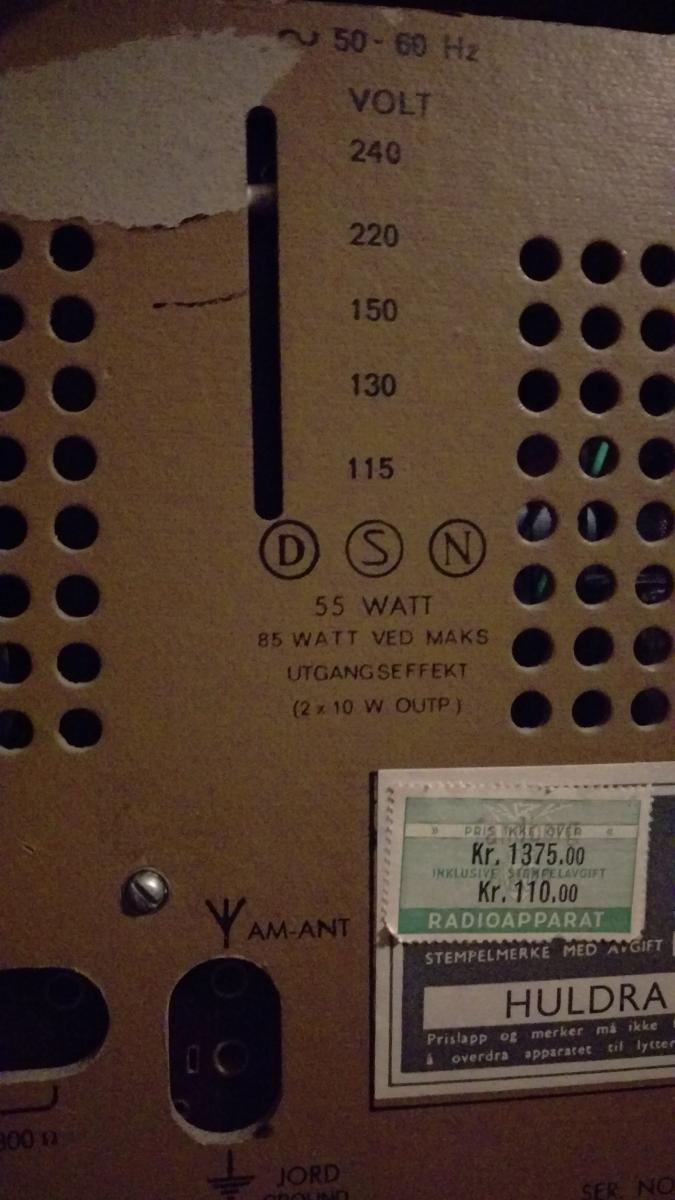 ~ 50-60 Hz
VOLT
240
220
150
130
115
D S N
55 WATT
85 WATT VED MAKS
UTGANGSEFFEKT
(2 x 10 W OUTP.)
» PRIS IKKE OVER «
Kr. 1375.00
INKLUSIVE STEMPELAVGIFT
Kr. 110.00
RADIOAPPARAT
STEMPELMERKE MED AVGIFT
HULDRA
Prislapp og merker må ikke
å overdra apparatet til lytter
AM-ANT
300 Ω
JORD
GROUND
SER. NO